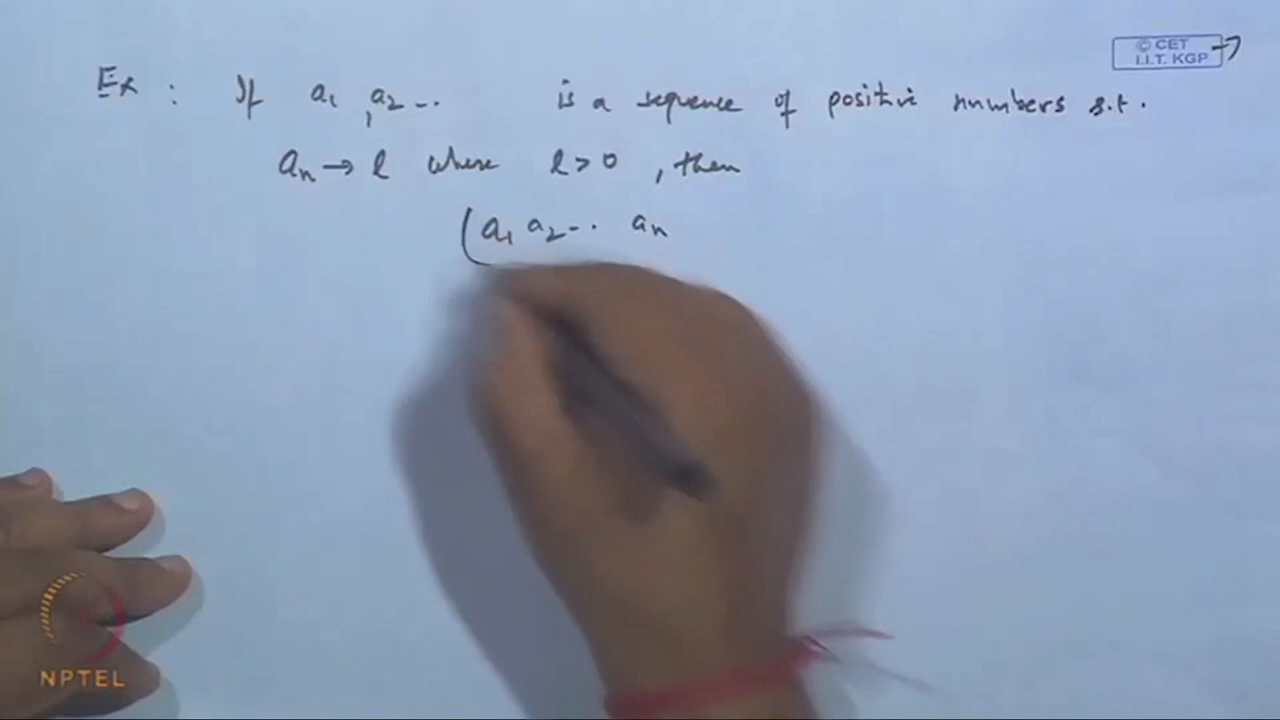 © CET
I.I.T. KGP
Ex : If a₁, a₂ -.. is a sequence of positive numbers s.t.
aₙ → l where l > 0, then
(a₁ a₂ -.. aₙ
NPTEL